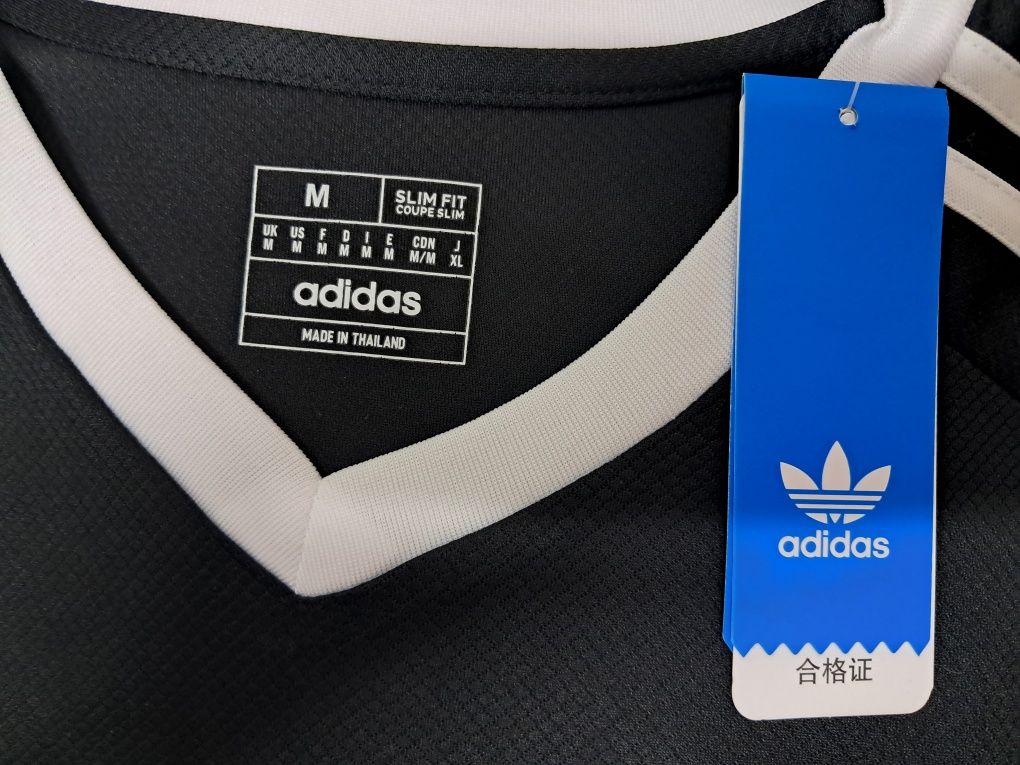 M
SLIM FIT
COUPE SLIM
UK US F D I E CDN J
M M M M M M M/M XL
adidas
MADE IN THAILAND
adidas
合格证